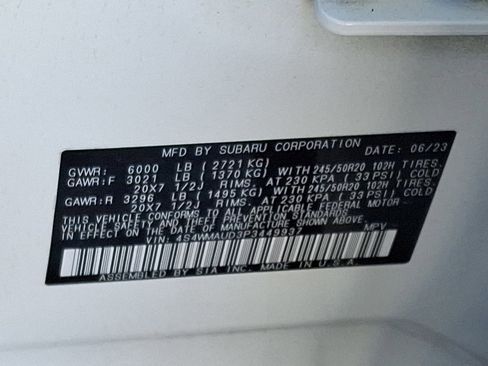 MFD BY SUBARU CORPORATION DATE: 06/23
GVWR: 6000 LB (2721 KG)
GAWR:F 3021 LB (1370 KG) WITH 245/50R20 102H TIRES,
20X7 1/2J RIMS, AT 230 KPA (33 PSI) COLD
GAWR:R 3296 LB (1495 KG) WITH 245/50R20 102H TIRES,
20X7 1/2J RIMS, AT 230 KPA (33 PSI) COLD
THIS VEHICLE CONFORMS TO ALL APPLICABLE FEDERAL MOTOR
VEHICLE SAFETY AND THEFT PREVENTION STANDARDS
IN EFFECT ON THE DATE OF MANUFACTURE SHOWN ABOVE.
VIN: 4S4WMAUD3P3449937 MPV
ASSEMBLED BY SIA INC. MADE IN U.S.A.